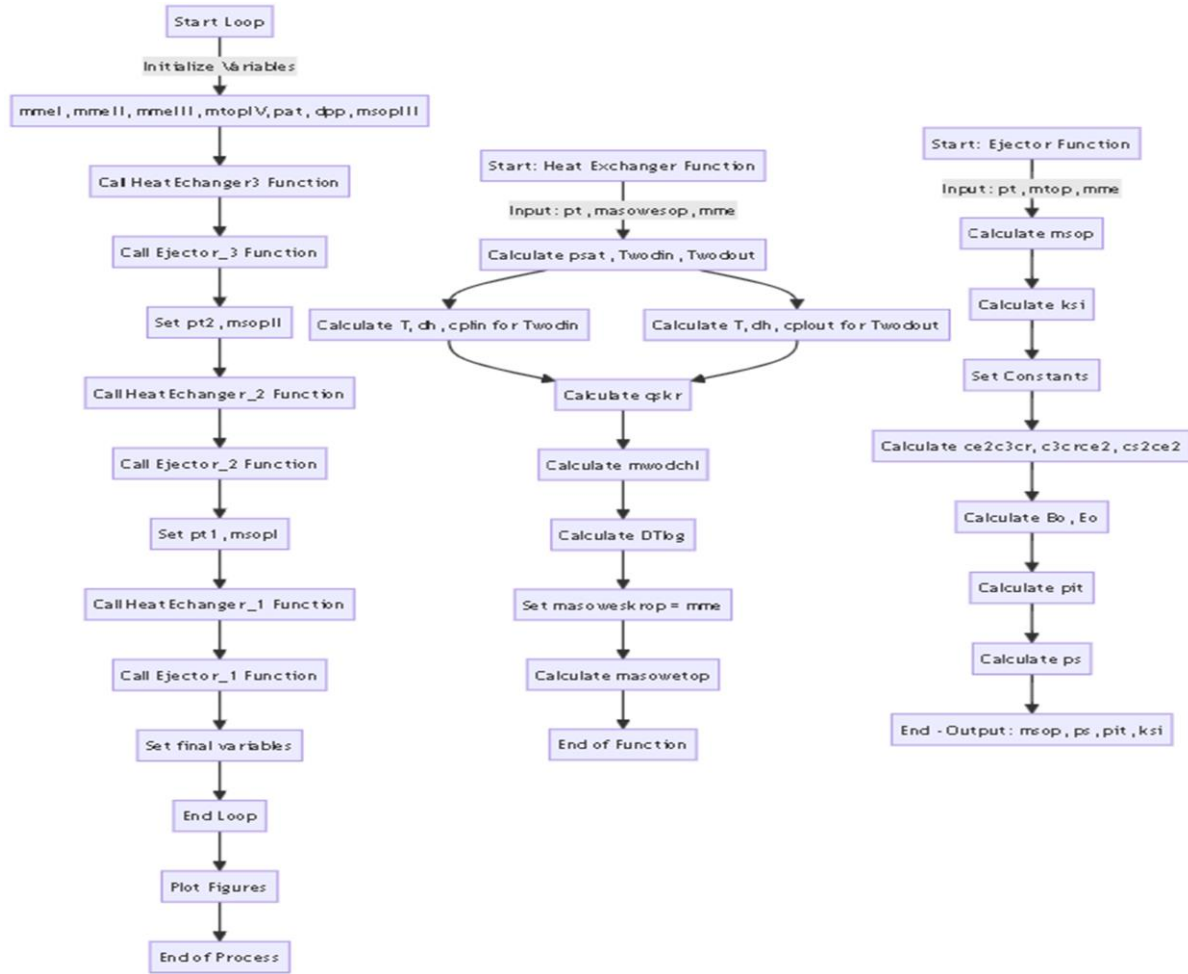 Start Loop
Initialize Variables
mmeI, mmeII, mmeIII, mtopIV, pat, dpp, msopIII
Call HeatEchanger3 Function
Call Ejector_3 Function
Set pt2, msopII
Call HeatEchanger_2 Function
Call Ejector_2 Function
Set pt1, msopI
Call HeatEchanger_1 Function
Call Ejector_1 Function
Set final variables
End Loop
Plot Figures
End of Process
Start: Heat Exchanger Function
Input: pt, masowesop, mme
Calculate psat, Twodin, Twodout
Calculate T, dh, cplin for Twodin
Calculate T, dh, cplout for Twodout
Calculate qskr
Calculate mwodchl
Calculate DTlog
Set masoweskrop = mme
Calculate masowetop
End of Function
Start: Ejector Function
Input: pt, mtop, mme
Calculate msop
Calculate ksi
Set Constants
Calculate ce2c3cr, c3crce2, cs2ce2
Calculate Bo, Eo
Calculate pit
Calculate ps
End - Output: msop, ps, pit, ksi